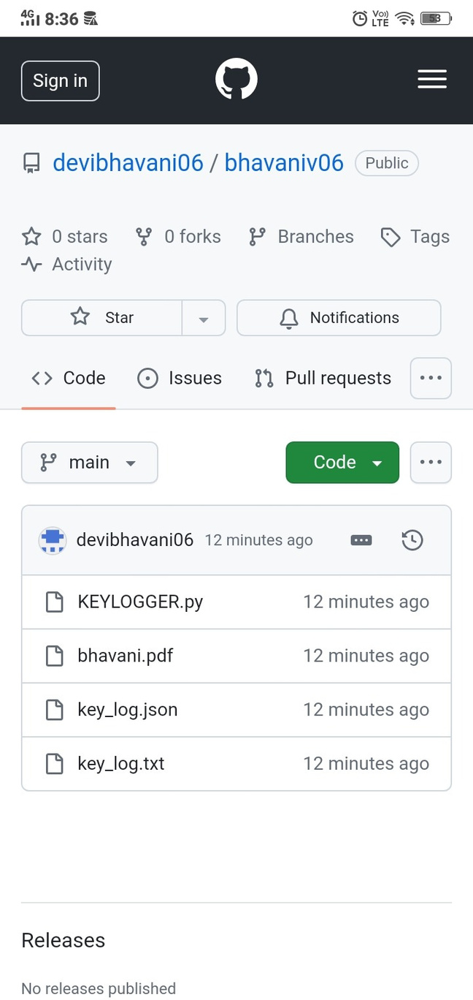 4G 8:36 Vo)) LTE 53
Sign in
devibhavani06 / bhavaniv06 Public
0 stars 0 forks Branches Tags
Activity
Star Notifications
Code Issues Pull requests ...
main Code ...
devibhavani06 12 minutes ago ...
KEYLOGGER.py 12 minutes ago
bhavani.pdf 12 minutes ago
key_log.json 12 minutes ago
key_log.txt 12 minutes ago
Releases
No releases published